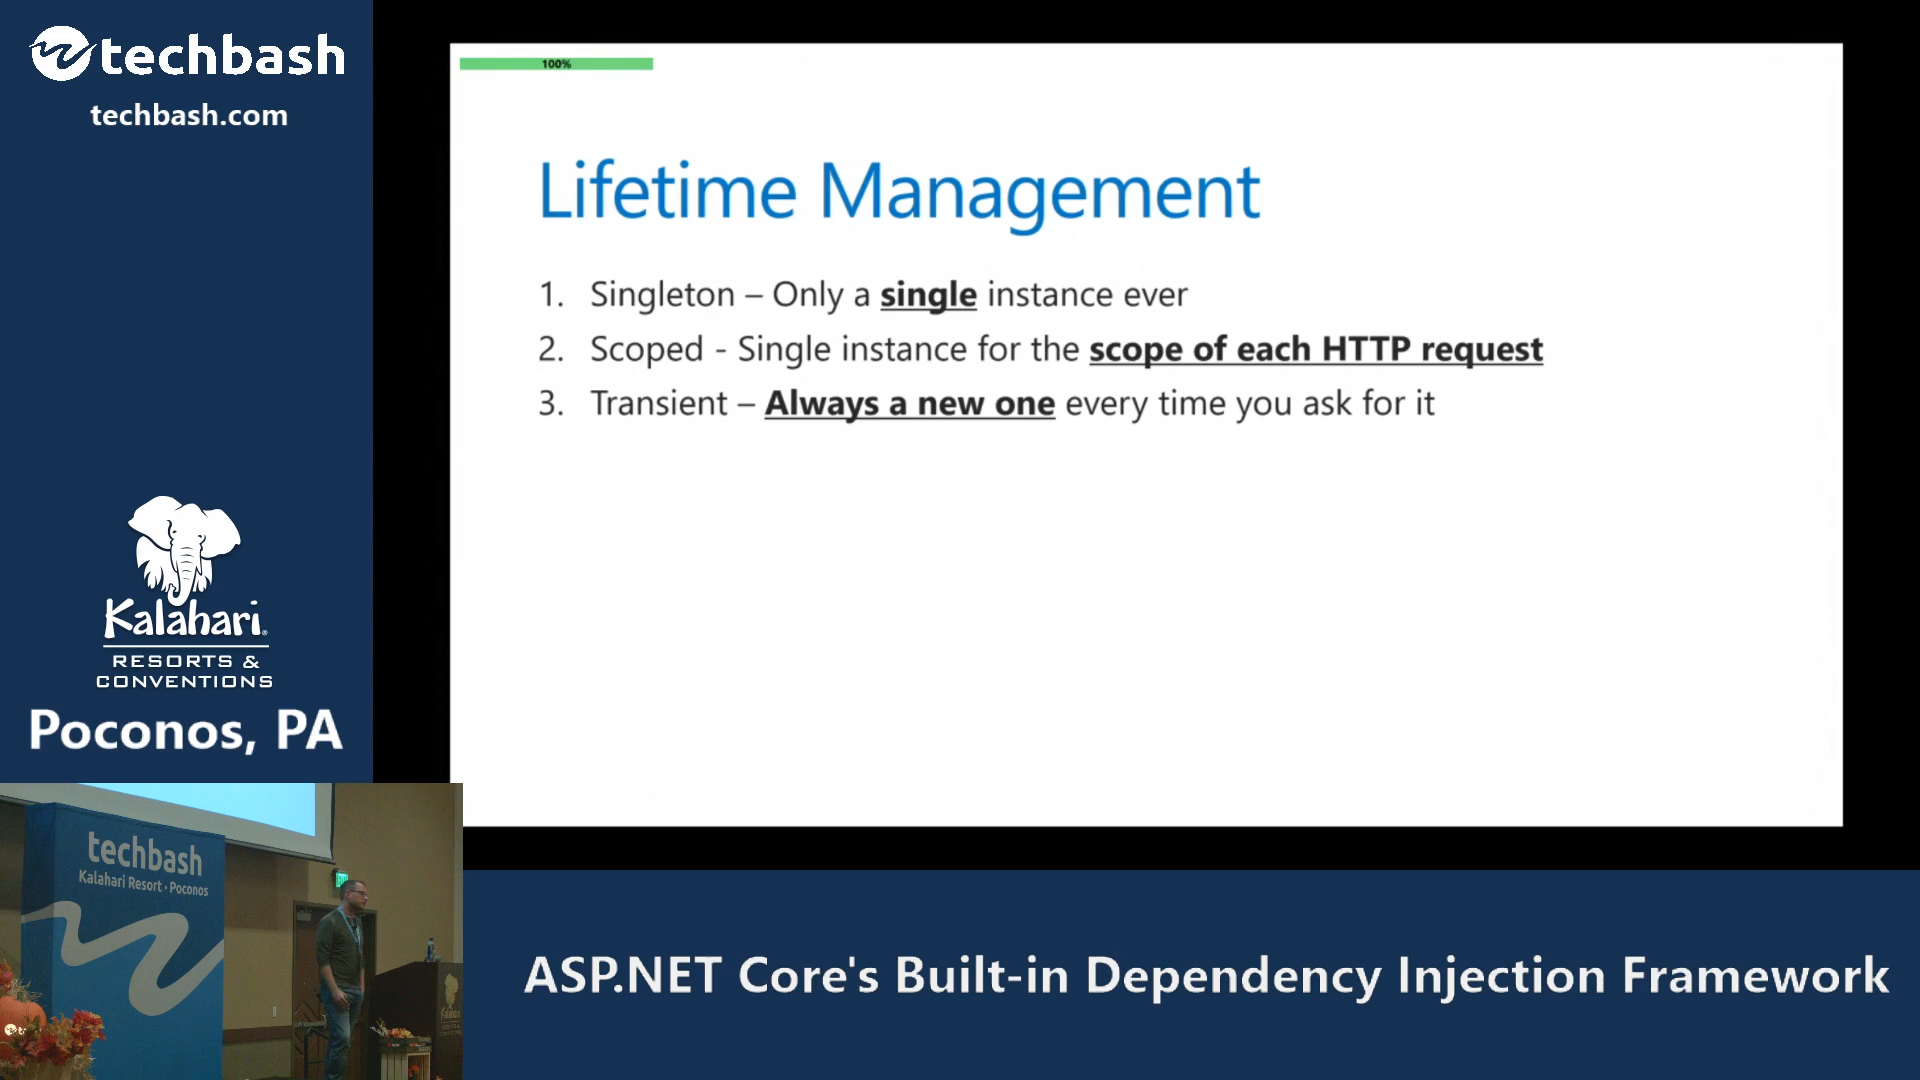 techbash
techbash.com
100%
Lifetime Management
1. Singleton – Only a single instance ever
2. Scoped - Single instance for the scope of each HTTP request
3. Transient – Always a new one every time you ask for it
Kalahari®
RESORTS &
CONVENTIONS
Poconos, PA
techbash
Kalahari Resort • Poconos
Kalahari
ASP.NET Core's Built-in Dependency Injection Framework